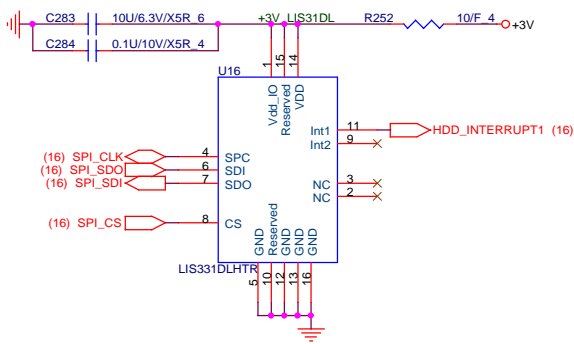 C283 10U/6.3V/X5R_6 +3V_LIS31DL R252 10/F_4 +3V
C284 0.1U/10V/X5R_4
U16
1 15 14
Vdd_IO Reserved VDD
Int1 11 HDD_INTERRUPT1 (16)
Int2 9
(16) SPI_CLK 4 SPC
(16) SPI_SDO 6 SDI
(16) SPI_SDI 7 SDO
NC 3
NC 2
(16) SPI_CS 8 CS
GND Reserved GND GND GND
LIS331DLHTR
5 10 12 13 16